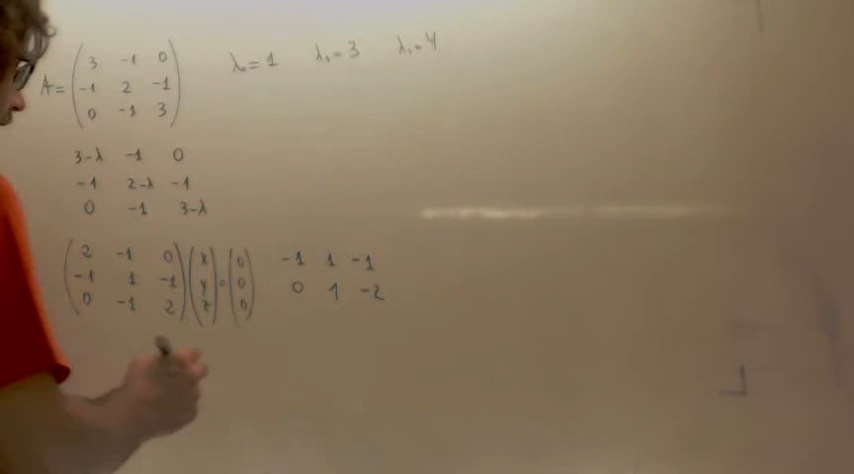 A = ( 3 -1 0 ) λ₀ = 1 λ₁ = 3 λ₁ = 4
-1 2 -1
0 -1 3
3-λ -1 0
-1 2-λ -1
0 -1 3-λ
( 2 -1 0 ) ( x ) = ( 0 ) -1 1 -1
-1 1 -1 y 0 0 1 -2
0 -1 2 z 0